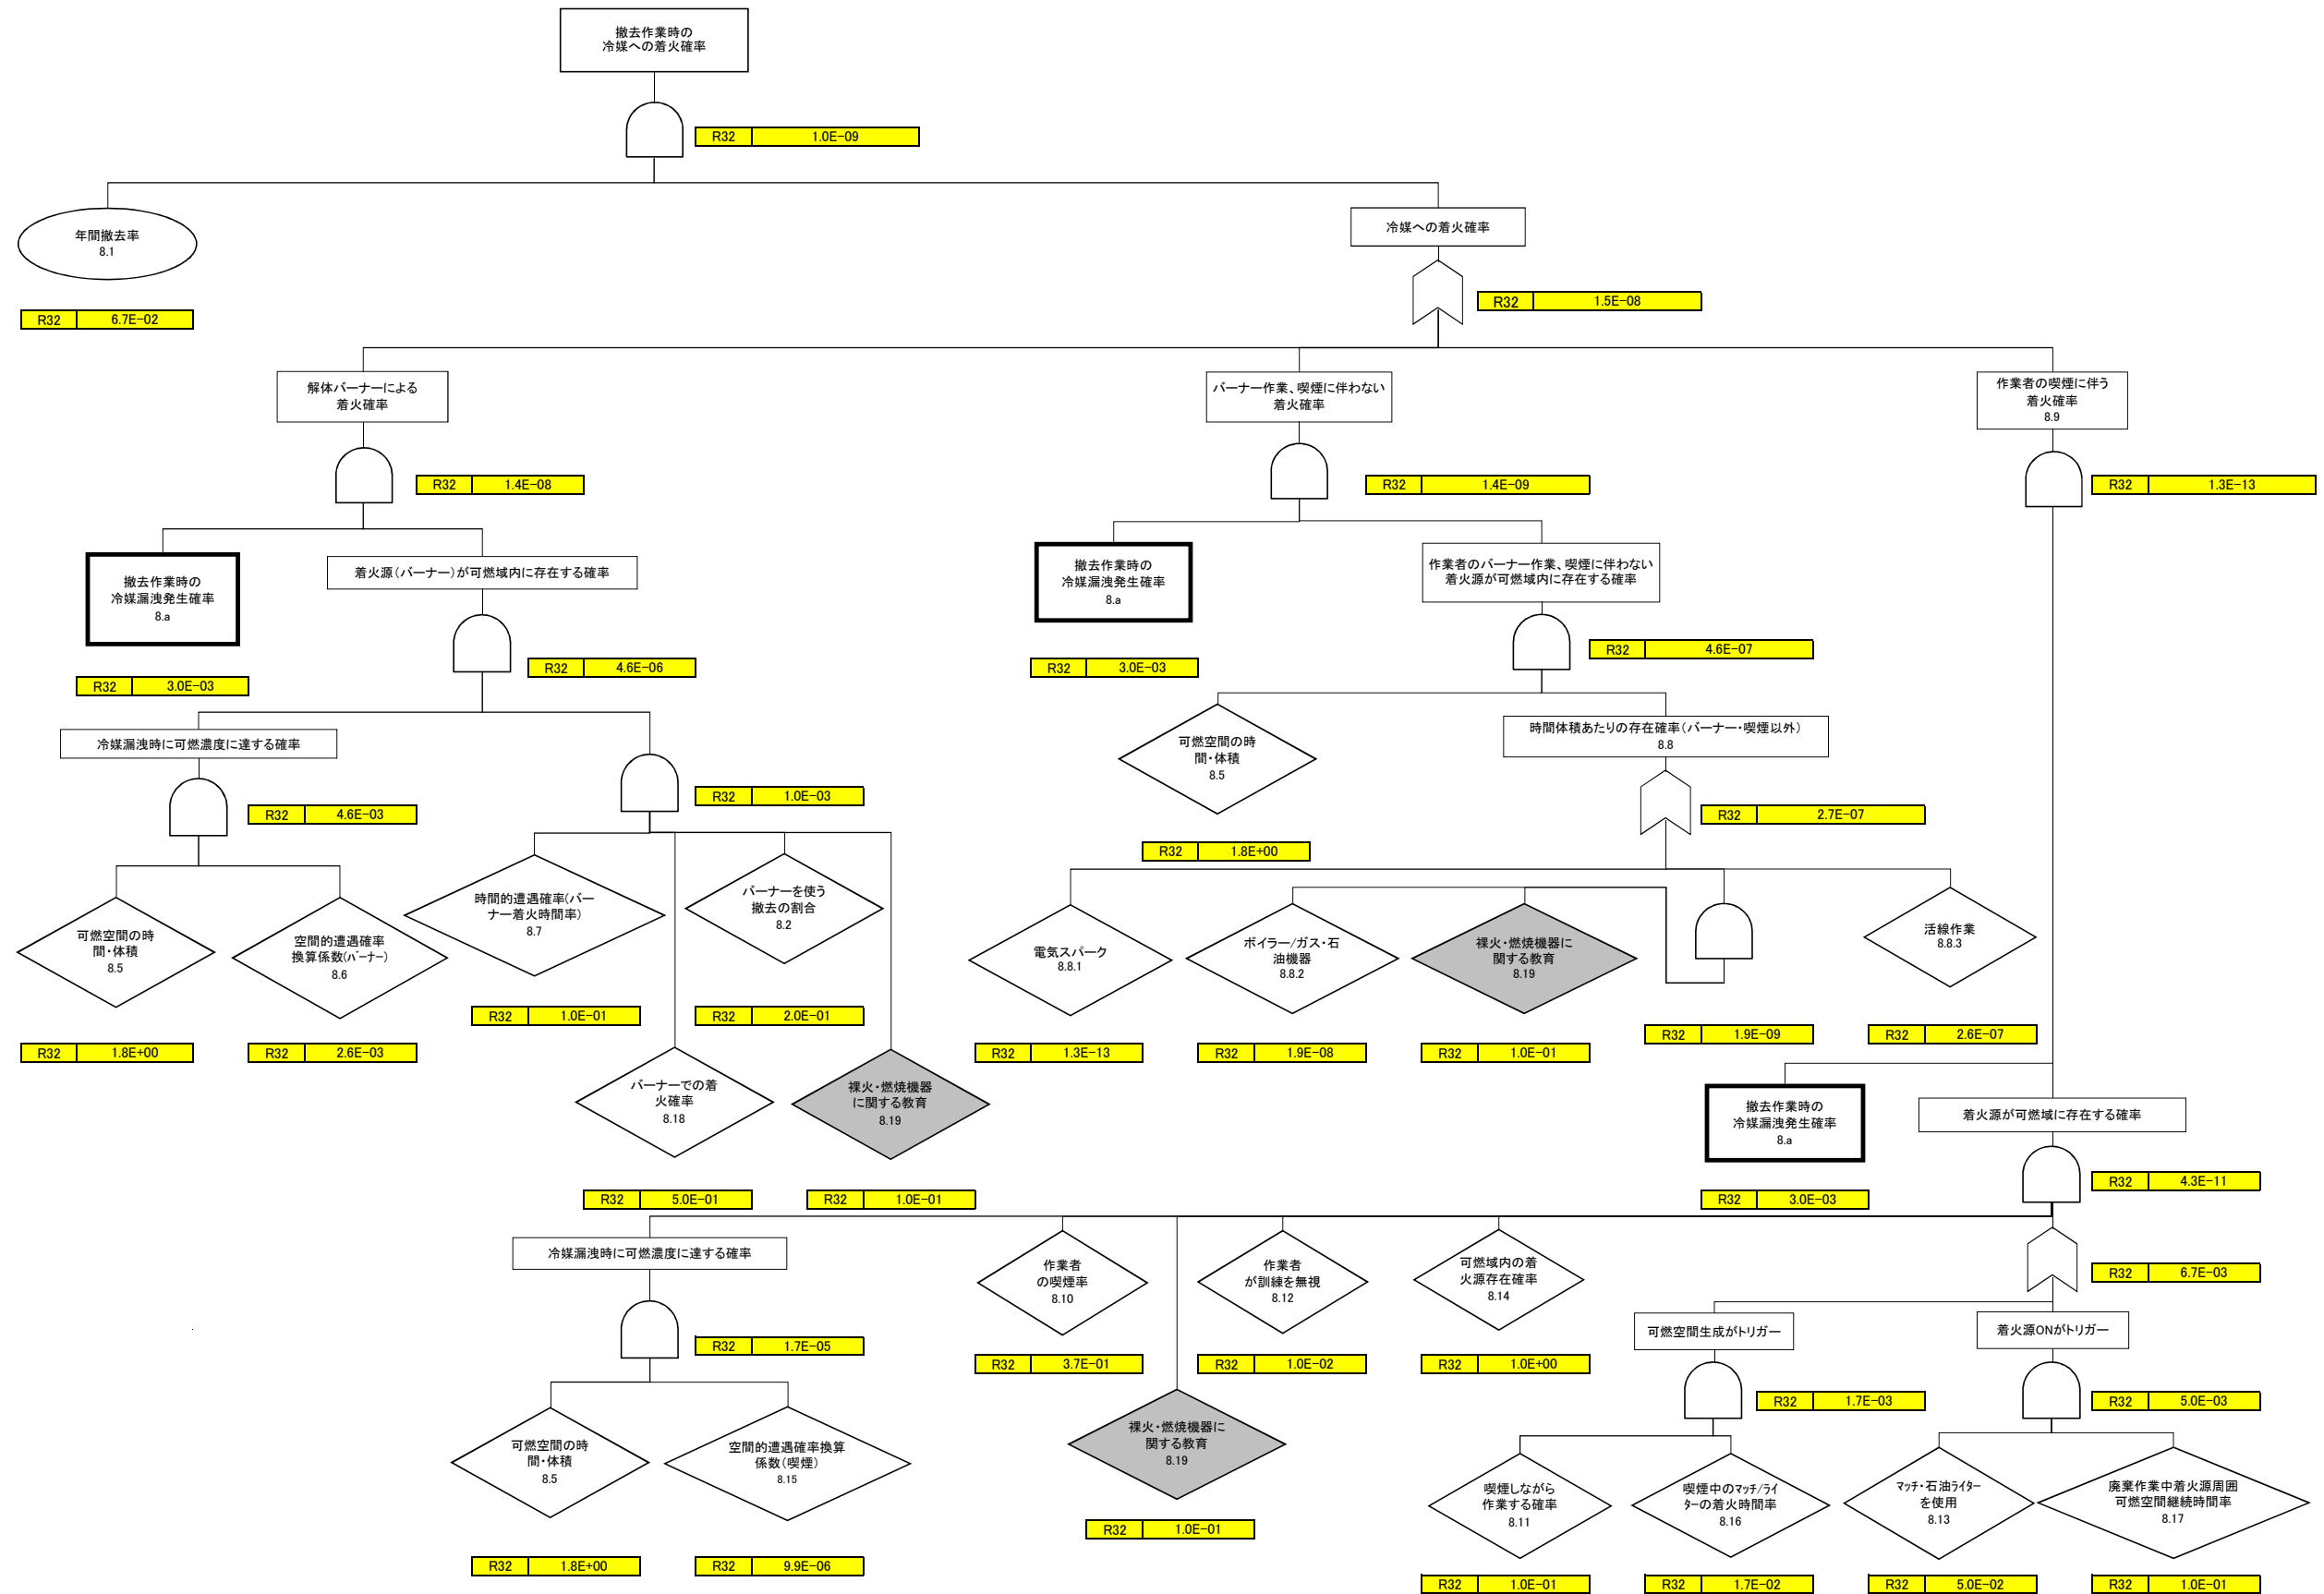 撤去作業時の
冷媒への着火確率
R32 1.0E-09
年間撤去率
8.1
R32 6.7E-02
冷媒への着火確率
R32 1.5E-08
解体バーナーによる
着火確率
R32 1.4E-08
バーナー作業、喫煙に伴わない
着火確率
R32 1.4E-09
作業者の喫煙に伴う
着火確率
8.9
R32 1.3E-13
撤去作業時の
冷媒漏洩発生確率
8.a
R32 3.0E-03
着火源(バーナー)が可燃域内に存在する確率
R32 4.6E-06
撤去作業時の
冷媒漏洩発生確率
8.a
R32 3.0E-03
作業者のバーナー作業、喫煙に伴わない
着火源が可燃域内に存在する確率
R32 4.6E-07
冷媒漏洩時に可燃濃度に達する確率
R32 4.6E-03
R32 1.0E-03
可燃空間の時
間・体積
8.5
R32 1.8E+00
時間体積あたりの存在確率(バーナー・喫煙以外)
8.8
R32 2.7E-07
可燃空間の時
間・体積
8.5
R32 1.8E+00
空間的遭遇確率
換算係数(バーナー)
8.6
R32 2.6E-03
時間的遭遇確率(バー
ナー着火時間率)
8.7
R32 1.0E-01
バーナーを使う
撤去の割合
8.2
R32 2.0E-01
バーナーでの着
火確率
8.18
R32 5.0E-01
裸火・燃焼機器
に関する教育
8.19
R32 1.0E-01
電気スパーク
8.8.1
R32 1.3E-13
ボイラー/ガス・石
油機器
8.8.2
R32 1.9E-08
裸火・燃焼機器に
関する教育
8.19
R32 1.0E-01
R32 1.9E-09
活線作業
8.8.3
R32 2.6E-07
撤去作業時の
冷媒漏洩発生確率
8.a
R32 3.0E-03
着火源が可燃域に存在する確率
R32 4.3E-11
冷媒漏洩時に可燃濃度に達する確率
R32 1.7E-05
作業者
の喫煙率
8.10
R32 3.7E-01
作業者
が訓練を無視
8.12
R32 1.0E-02
可燃域内の着
火源存在確率
8.14
R32 1.0E+00
R32 6.7E-03
可燃空間生成がトリガー
R32 1.7E-03
着火源ONがトリガー
R32 5.0E-03
可燃空間の時
間・体積
8.5
R32 1.8E+00
空間的遭遇確率換算
係数(喫煙)
8.15
R32 9.9E-06
裸火・燃焼機器に
関する教育
8.19
R32 1.0E-01
喫煙しながら
作業する確率
8.11
R32 1.0E-01
喫煙中のマッチ/ライ
ターの着火時間率
8.16
R32 1.7E-02
マッチ・石油ライター
を使用
8.13
R32 5.0E-02
廃棄作業中着火源周囲
可燃空間継続時間率
8.17
R32 1.0E-01